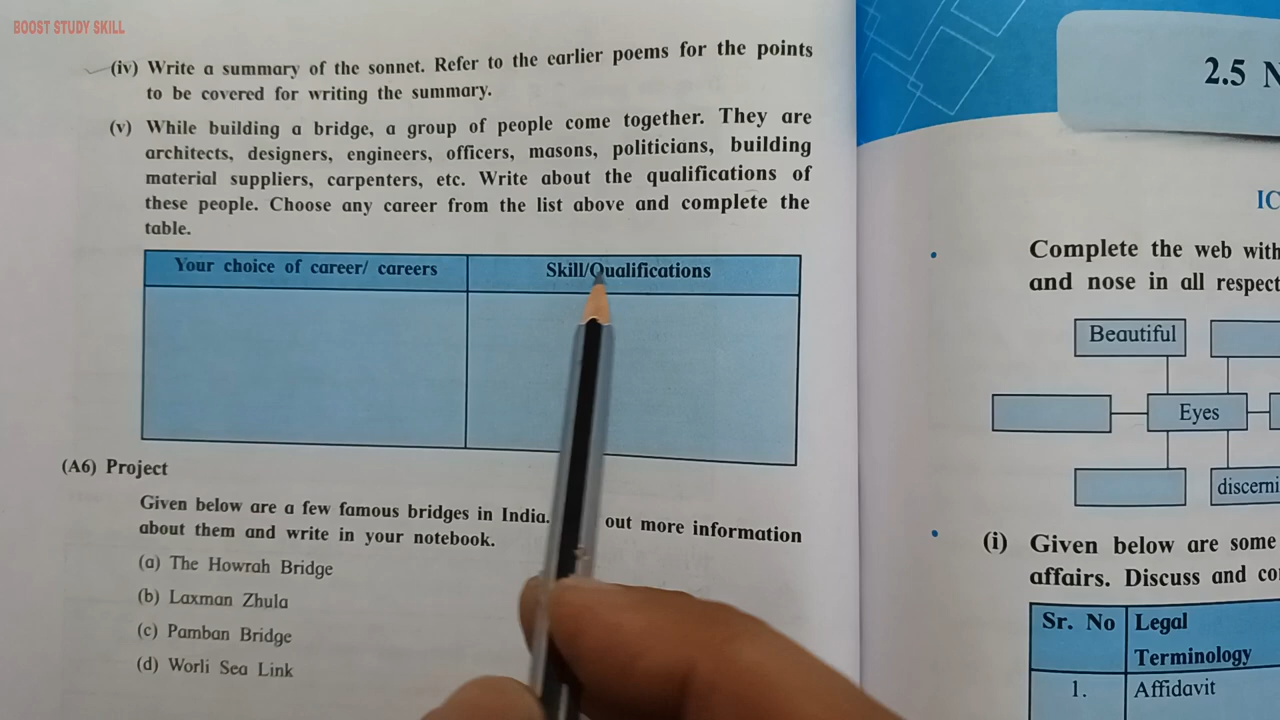 BOOST STUDY SKILL
(iv) Write a summary of the sonnet. Refer to the earlier poems for the points
to be covered for writing the summary.
(v) While building a bridge, a group of people come together. They are
architects, designers, engineers, officers, masons, politicians, building
material suppliers, carpenters, etc. Write about the qualifications of
these people. Choose any career from the list above and complete the
table.
Your choice of career/ careers
Skill/Qualifications
(A6) Project
Given below are a few famous bridges in India. out more information
about them and write in your notebook.
(a) The Howrah Bridge
(b) Laxman Zhula
(c) Pamban Bridge
(d) Worli Sea Link
2.5 N
IC
Complete the web with
and nose in all respect
Beautiful
Eyes
discerni
(i) Given below are some
affairs. Discuss and co
Sr. No
Legal
Terminology
1.
Affidavit